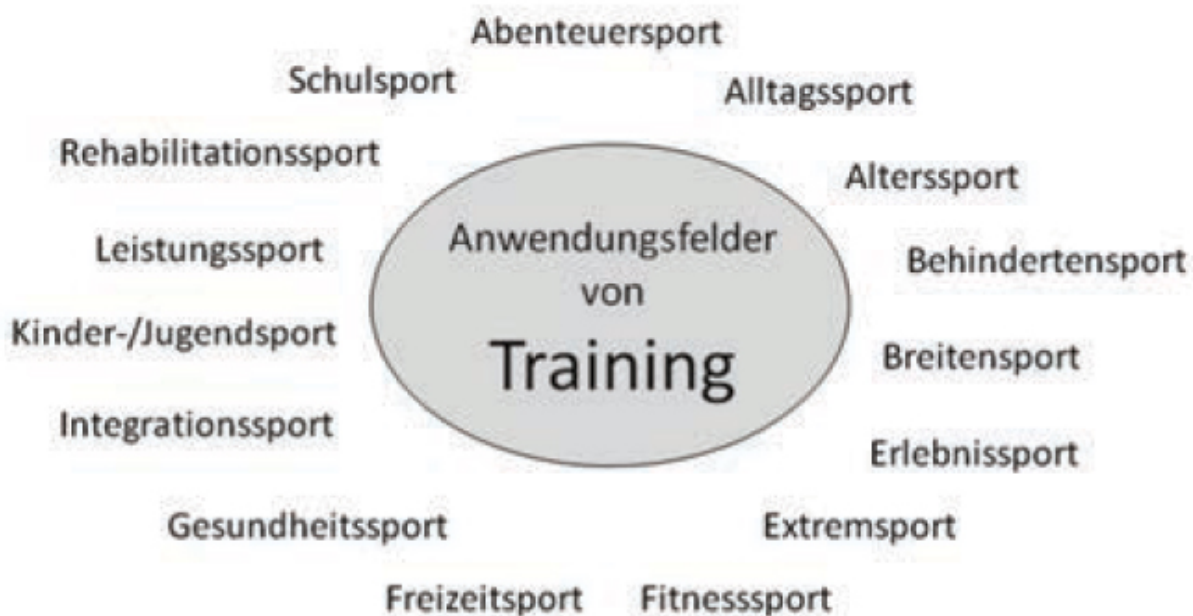 Abenteuersport
Schulsport
Alltagssport
Rehabilitationssport
Alterssport
Leistungssport
Anwendungsfelder
Behindertensport
von
Kinder-/Jugendsport
Training
Breitensport
Integrationssport
Erlebnissport
Gesundheitssport
Extremsport
Freizeitsport
Fitnesssport